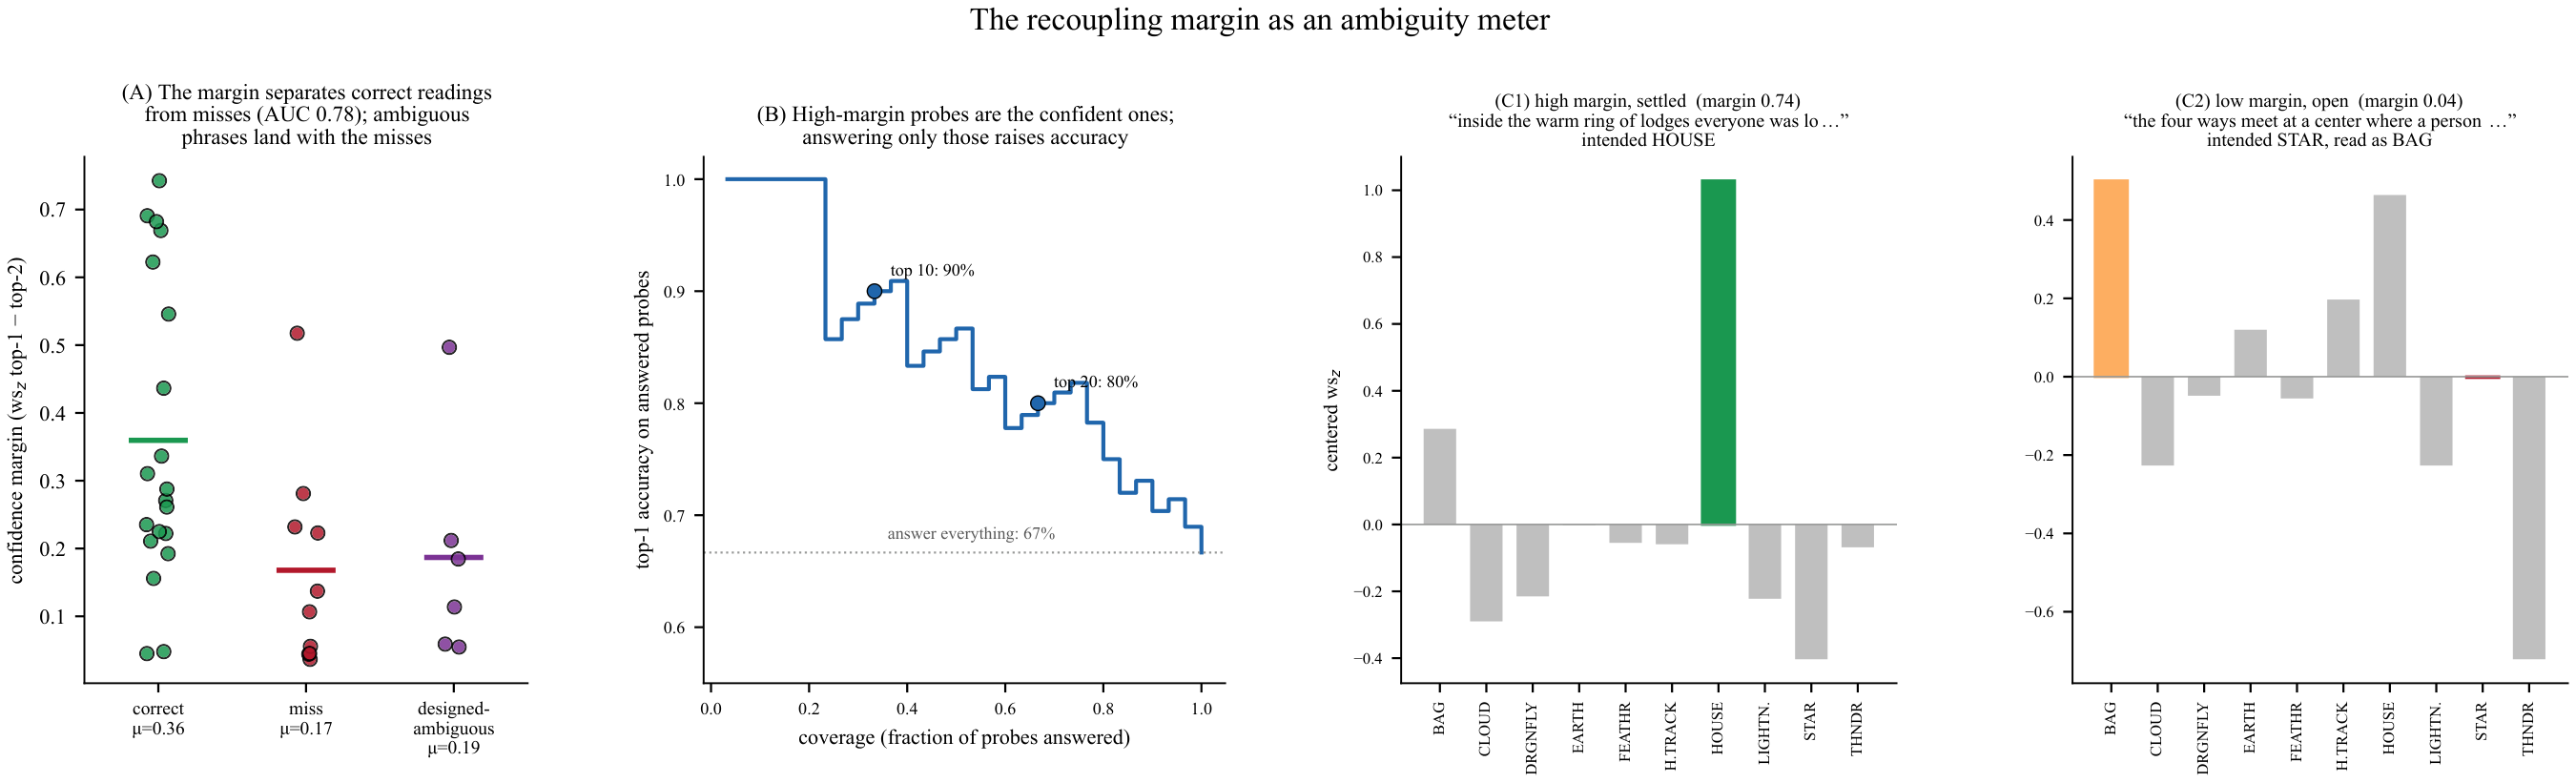 The recoupling margin as an ambiguity meter
(A) The margin separates correct readings
from misses (AUC 0.78); ambiguous
phrases land with the misses
confidence margin (ws_z top-1 − top-2)
0.7
0.6
0.5
0.4
0.3
0.2
0.1
correct
μ=0.36
miss
μ=0.17
designed-
ambiguous
μ=0.19
(B) High-margin probes are the confident ones;
answering only those raises accuracy
top-1 accuracy on answered probes
1.0
0.9
0.8
0.7
0.6
top 10: 90%
top 20: 80%
answer everything: 67%
0.0
0.2
0.4
0.6
0.8
1.0
coverage (fraction of probes answered)
(C1) high margin, settled (margin 0.74)
“inside the warm ring of lodges everyone was lo…”
intended HOUSE
centered ws_z
1.0
0.8
0.6
0.4
0.2
0.0
−0.2
−0.4
BAG
CLOUD
DRGNFLY
EARTH
FEATHR
H.TRACK
HOUSE
LIGHTN.
STAR
THNDR
(C2) low margin, open (margin 0.04)
“the four ways meet at a center where a person …”
intended STAR, read as BAG
0.4
0.2
0.0
−0.2
−0.4
−0.6
BAG
CLOUD
DRGNFLY
EARTH
FEATHR
H.TRACK
HOUSE
LIGHTN.
STAR
THNDR